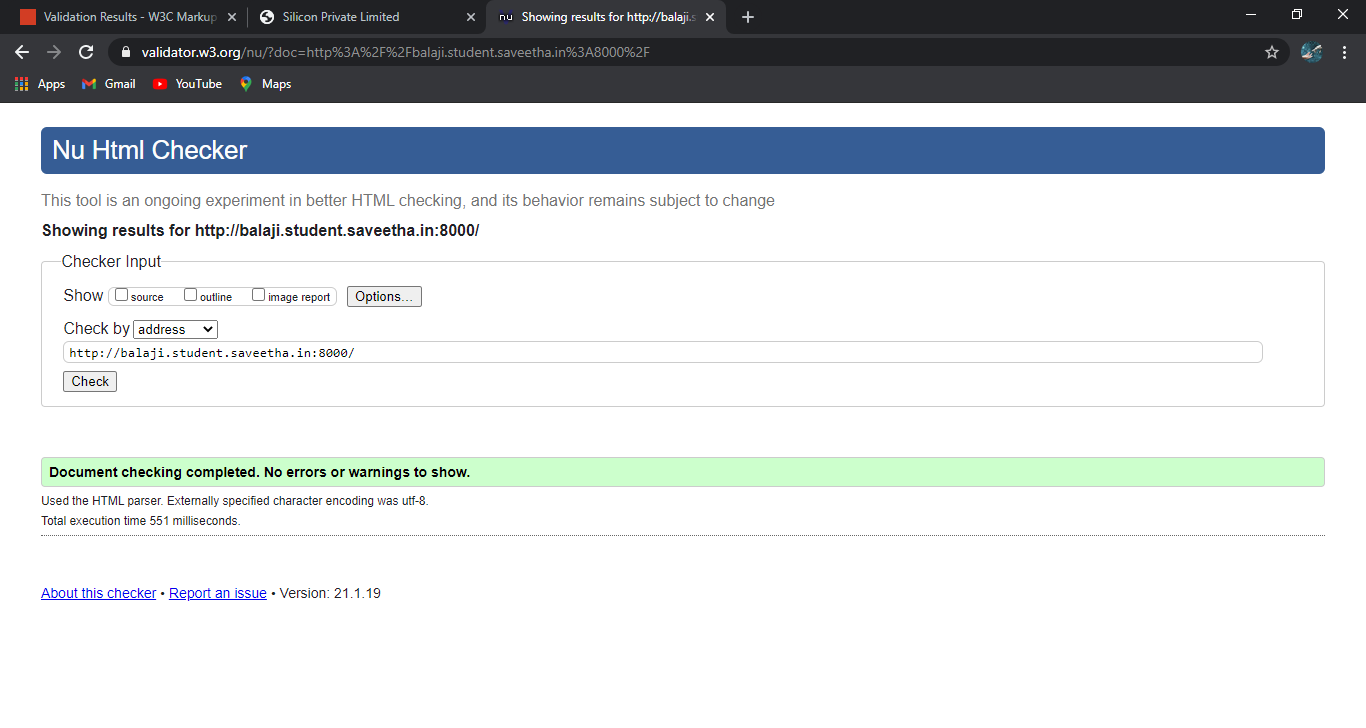 Validation Results - W3C Markup
Silicon Private Limited
nu Showing results for http://balaji.s
validator.w3.org/nu/?doc=http%3A%2F%2Fbalaji.student.saveetha.in%3A8000%2F
Apps Gmail YouTube Maps
Nu Html Checker
This tool is an ongoing experiment in better HTML checking, and its behavior remains subject to change
Showing results for http://balaji.student.saveetha.in:8000/
Checker Input
Show source outline image report Options...
Check by address
http://balaji.student.saveetha.in:8000/
Check
Document checking completed. No errors or warnings to show.
Used the HTML parser. Externally specified character encoding was utf-8.
Total execution time 551 milliseconds.
About this checker • Report an issue • Version: 21.1.19